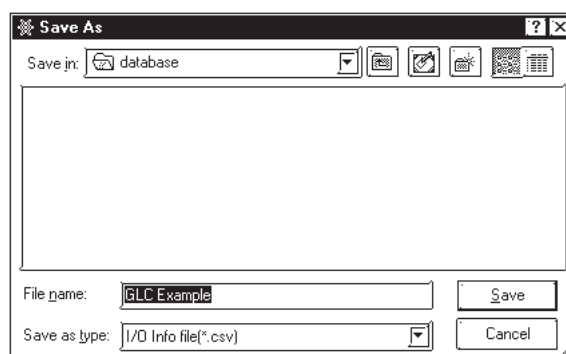 Save As ? X
Save in: database
File name: GLC Example Save
Save as type: I/O Info file(*.csv) Cancel